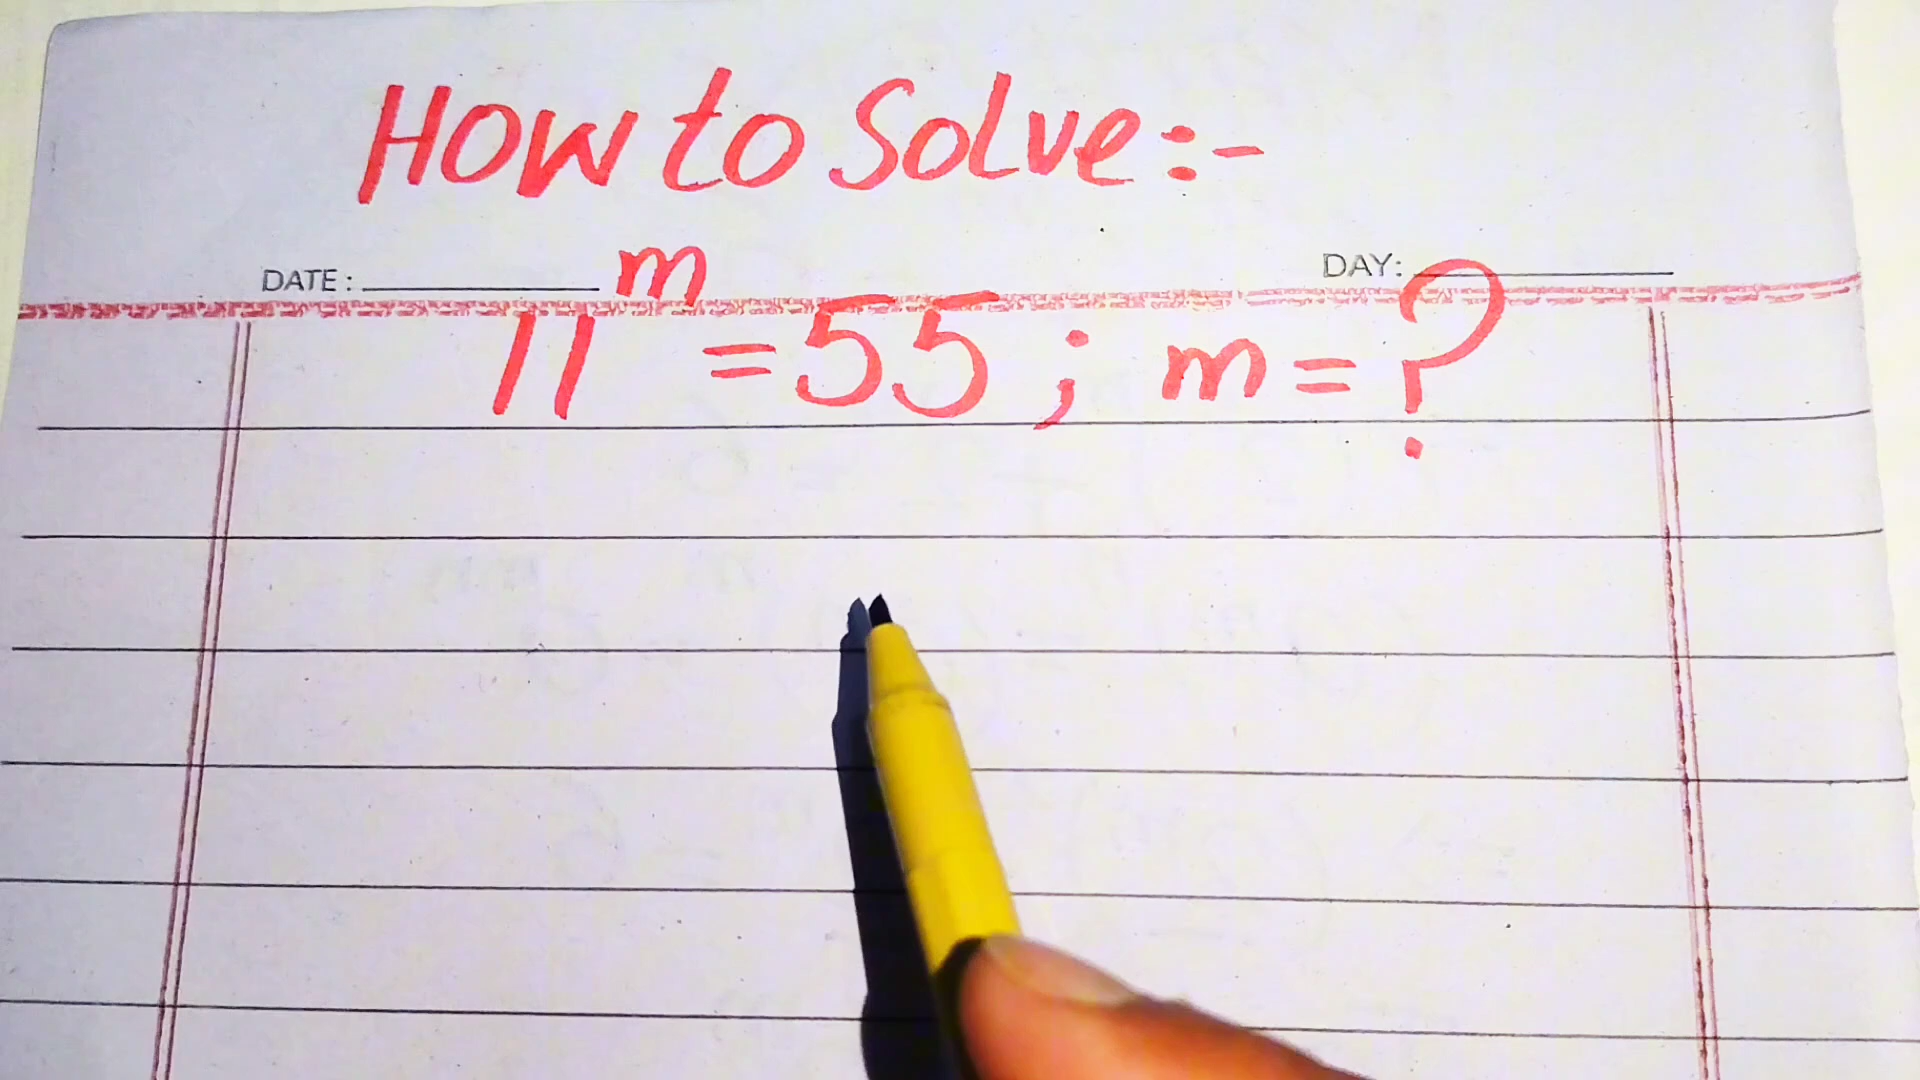 How to Solve:-
DATE: DAY:
11^m = 55 ; m = ?